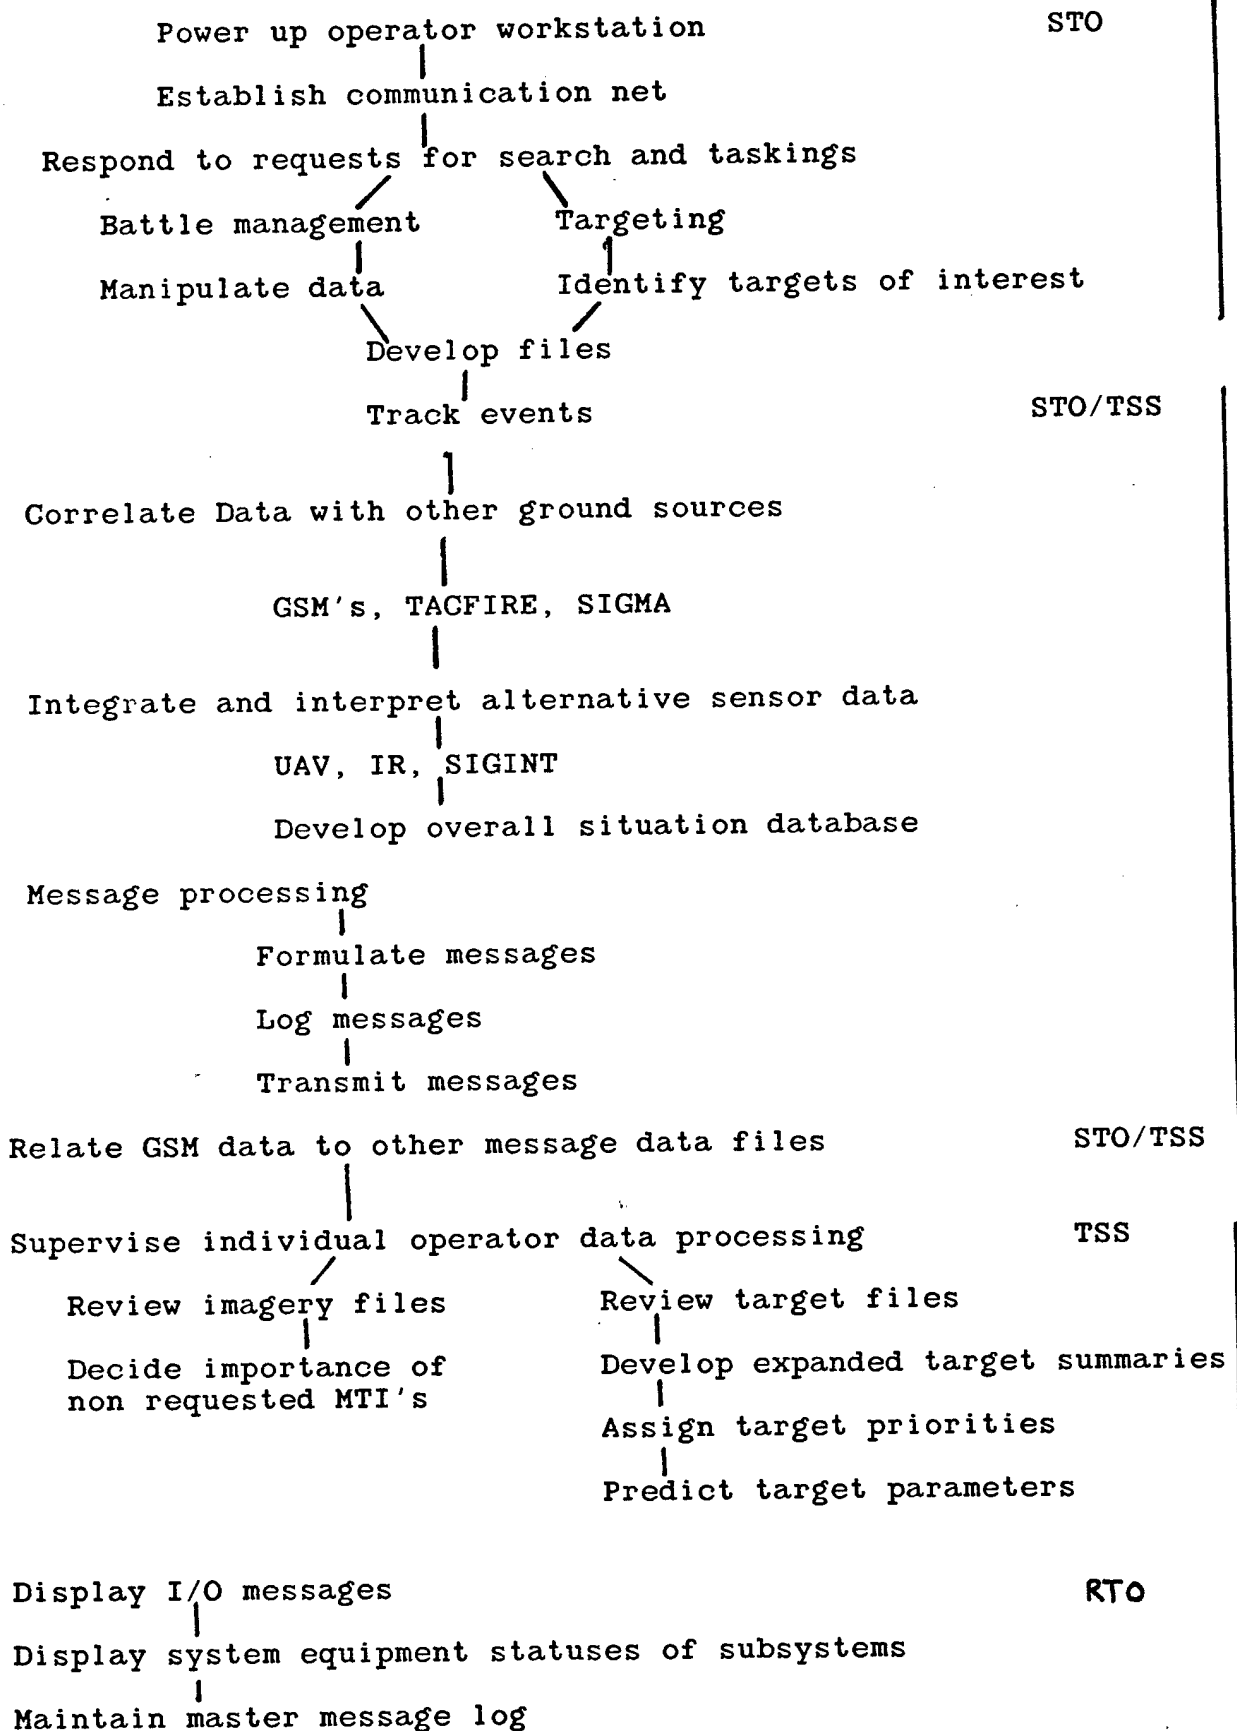 Power up operator workstation STO
Establish communication net
Respond to requests for search and taskings
Battle management Targeting
Manipulate data Identify targets of interest
Develop files
Track events STO/TSS
Correlate Data with other ground sources
GSM's, TACFIRE, SIGMA
Integrate and interpret alternative sensor data
UAV, IR, SIGINT
Develop overall situation database
Message processing
Formulate messages
Log messages
Transmit messages
Relate GSM data to other message data files STO/TSS
Supervise individual operator data processing TSS
Review imagery files Review target files
Decide importance of Develop expanded target summaries
non requested MTI's
Assign target priorities
Predict target parameters
Display I/O messages RTO
Display system equipment statuses of subsystems
Maintain master message log